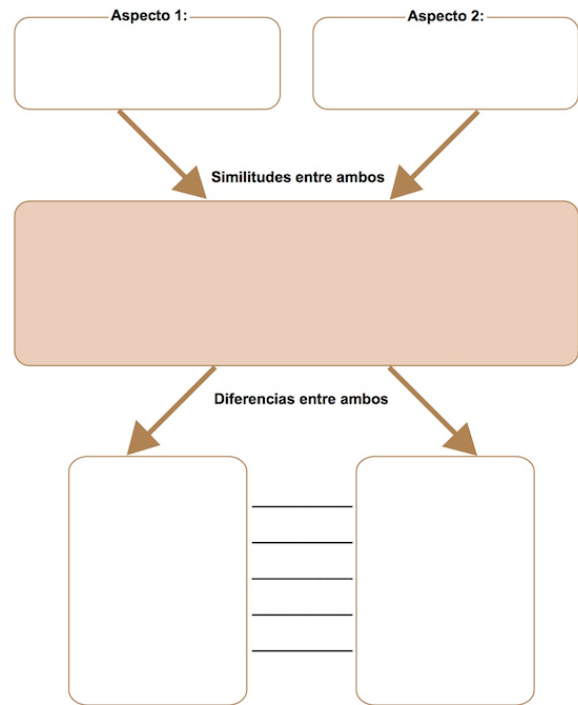 Aspecto 1:
Aspecto 2:
Similitudes entre ambos
Diferencias entre ambos